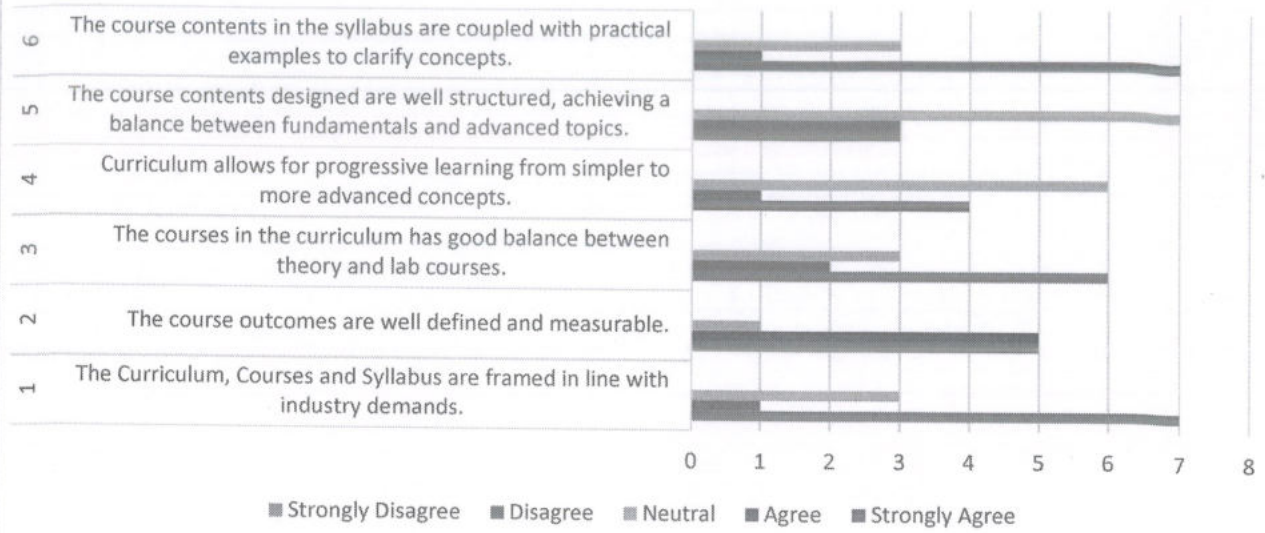 6
The course contents in the syllabus are coupled with practical
examples to clarify concepts.
5
The course contents designed are well structured, achieving a
balance between fundamentals and advanced topics.
4
Curriculum allows for progressive learning from simpler to
more advanced concepts.
3
The courses in the curriculum has good balance between
theory and lab courses.
2
The course outcomes are well defined and measurable.
1
The Curriculum, Courses and Syllabus are framed in line with
industry demands.
0 1 2 3 4 5 6 7 8
Strongly Disagree Disagree Neutral Agree Strongly Agree